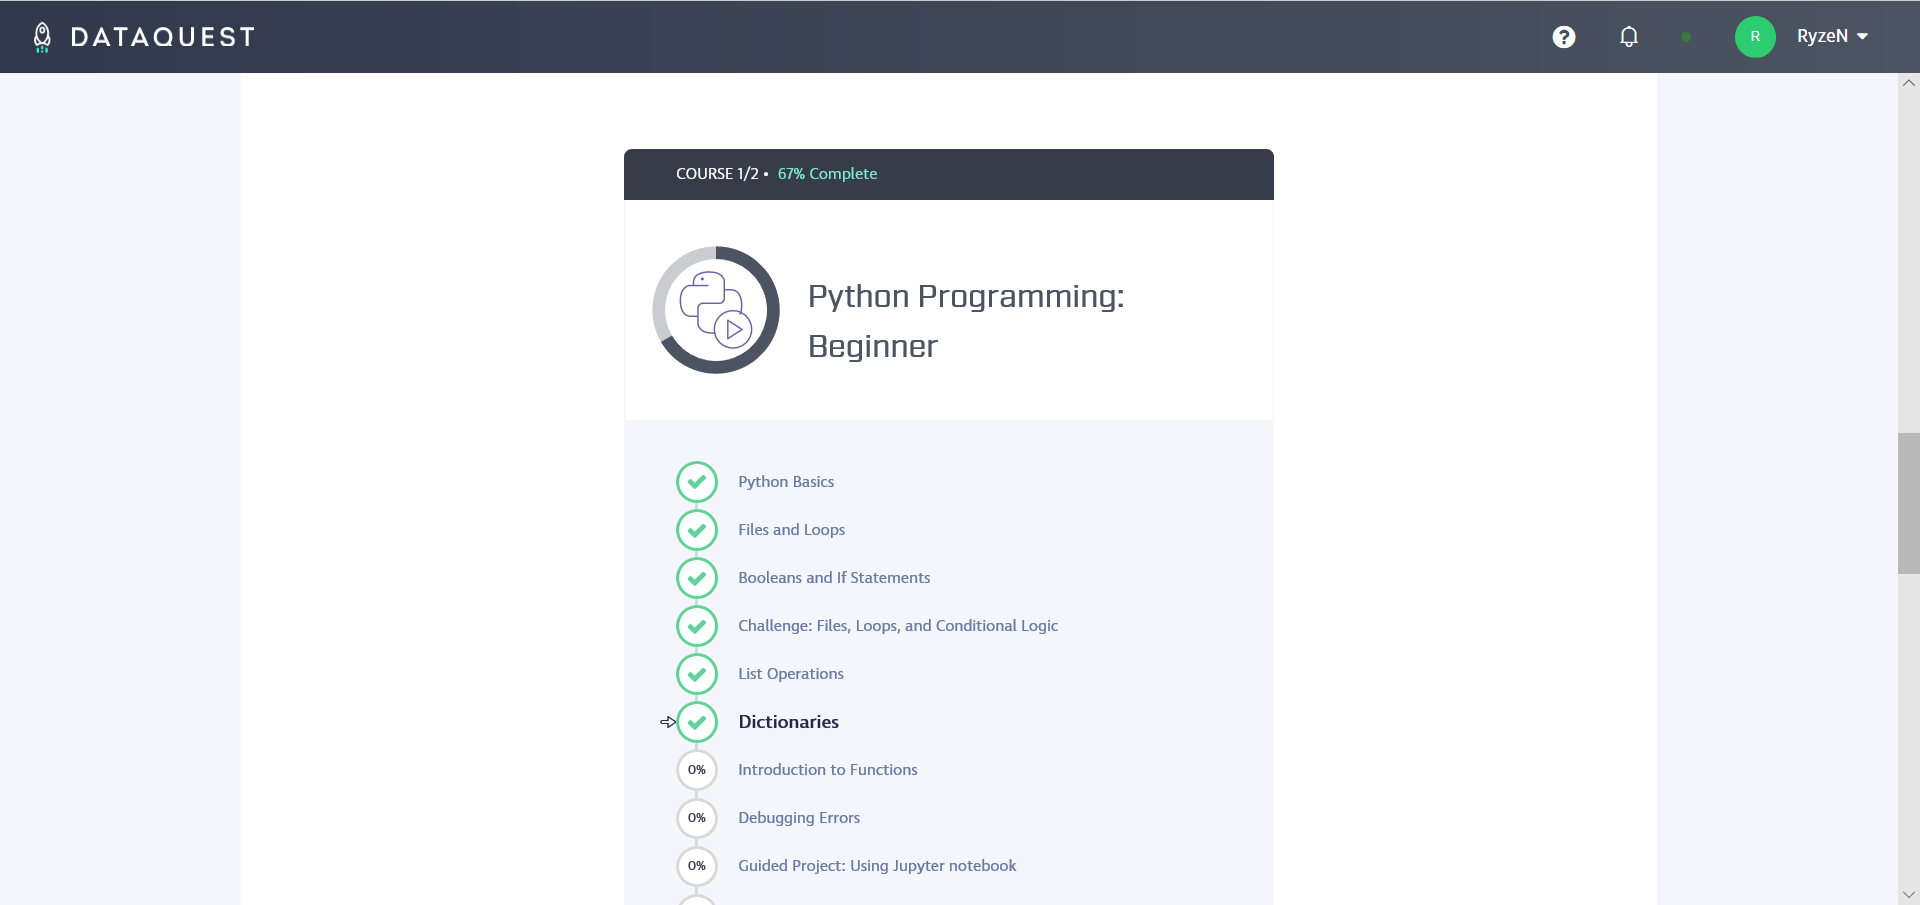 DATAQUEST
?
R
RyzeN
COURSE 1/2 • 67% Complete
Python Programming:
Beginner
Python Basics
Files and Loops
Booleans and If Statements
Challenge: Files, Loops, and Conditional Logic
List Operations
Dictionaries
0% Introduction to Functions
0% Debugging Errors
0% Guided Project: Using Jupyter notebook